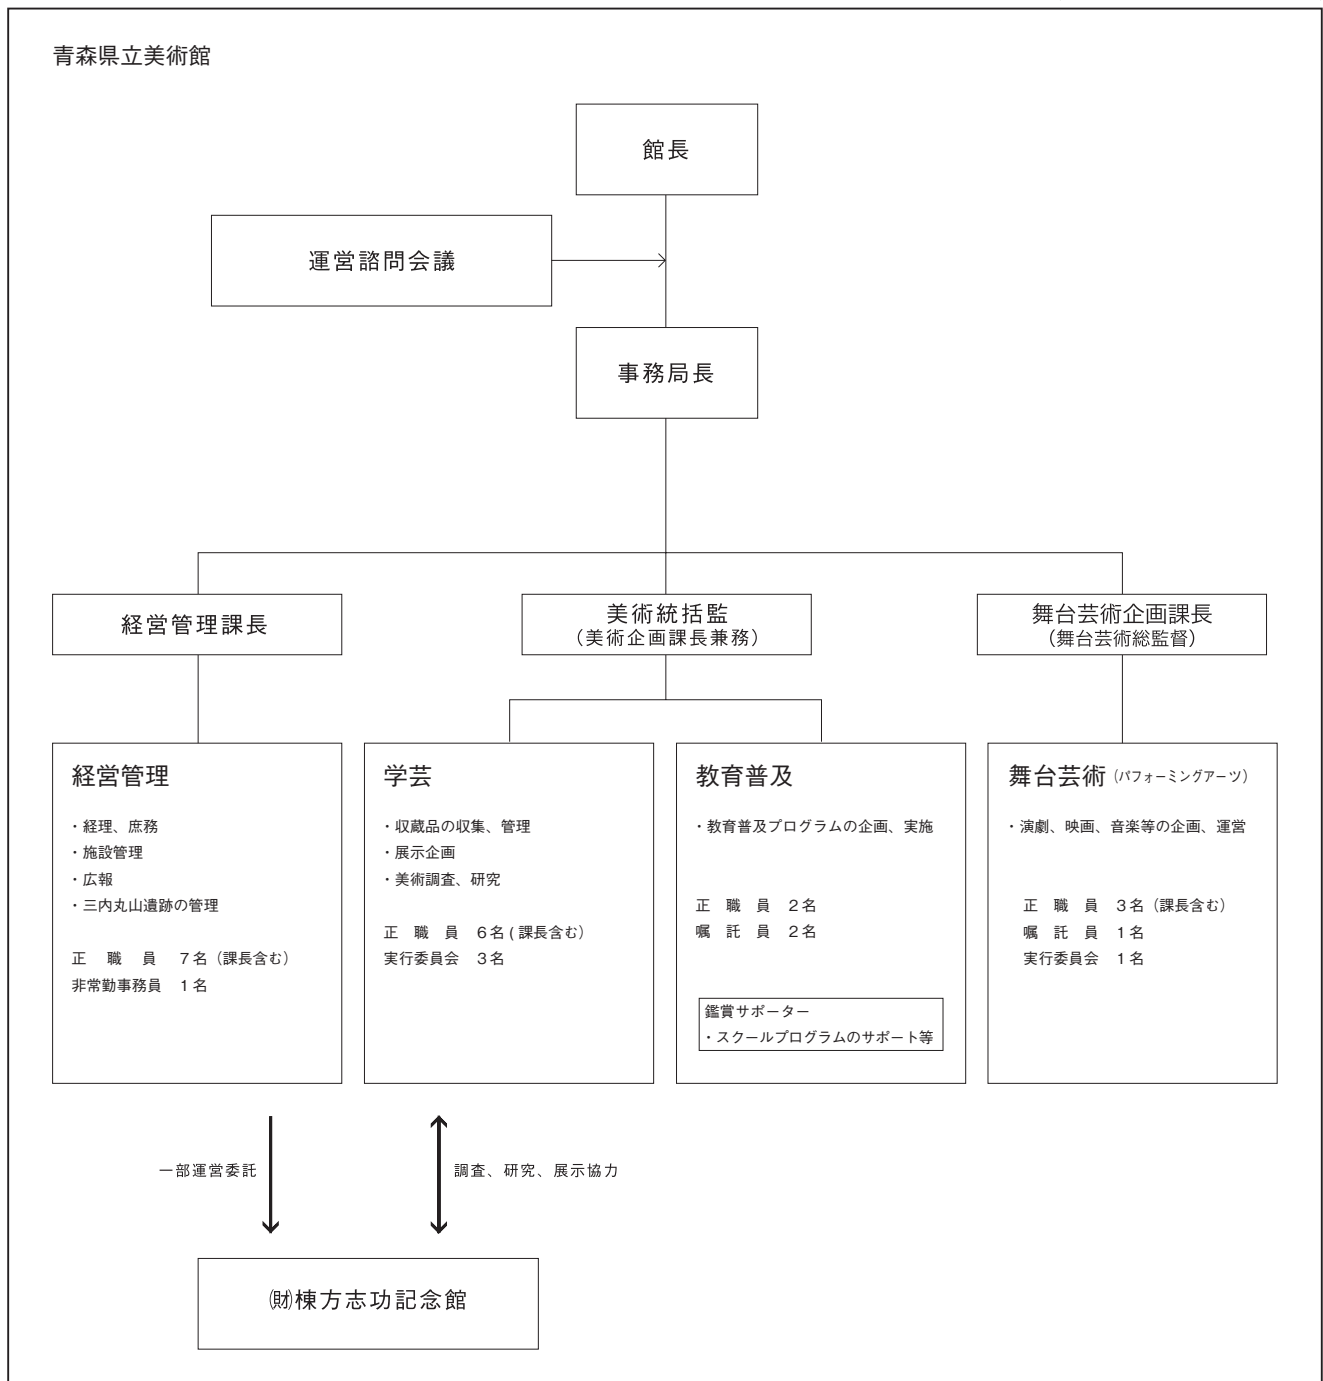 青森県立美術館
館長
運営諮問会議
事務局長
経営管理課長
美術統括監
（美術企画課長兼務）
舞台芸術企画課長
（舞台芸術総監督）
経営管理
・経理、庶務
・施設管理
・広報
・三内丸山遺跡の管理
正　職　員　７名（課長含む）
非常勤事務員　１名
学芸
・収蔵品の収集、管理
・展示企画
・美術調査、研究
正　職　員　６名 ( 課長含む）
実行委員会　３名
教育普及
・教育普及プログラムの企画、実施
正　職　員　２名
嘱　託　員　２名
鑑賞サポーター
・スクールプログラムのサポート等
舞台芸術（パフォーミングアーツ）
・演劇、映画、音楽等の企画、運営
正　職　員　３名（課長含む）
嘱　託　員　１名
実行委員会　１名
一部運営委託
調査、研究、展示協力
㈶棟方志功記念館